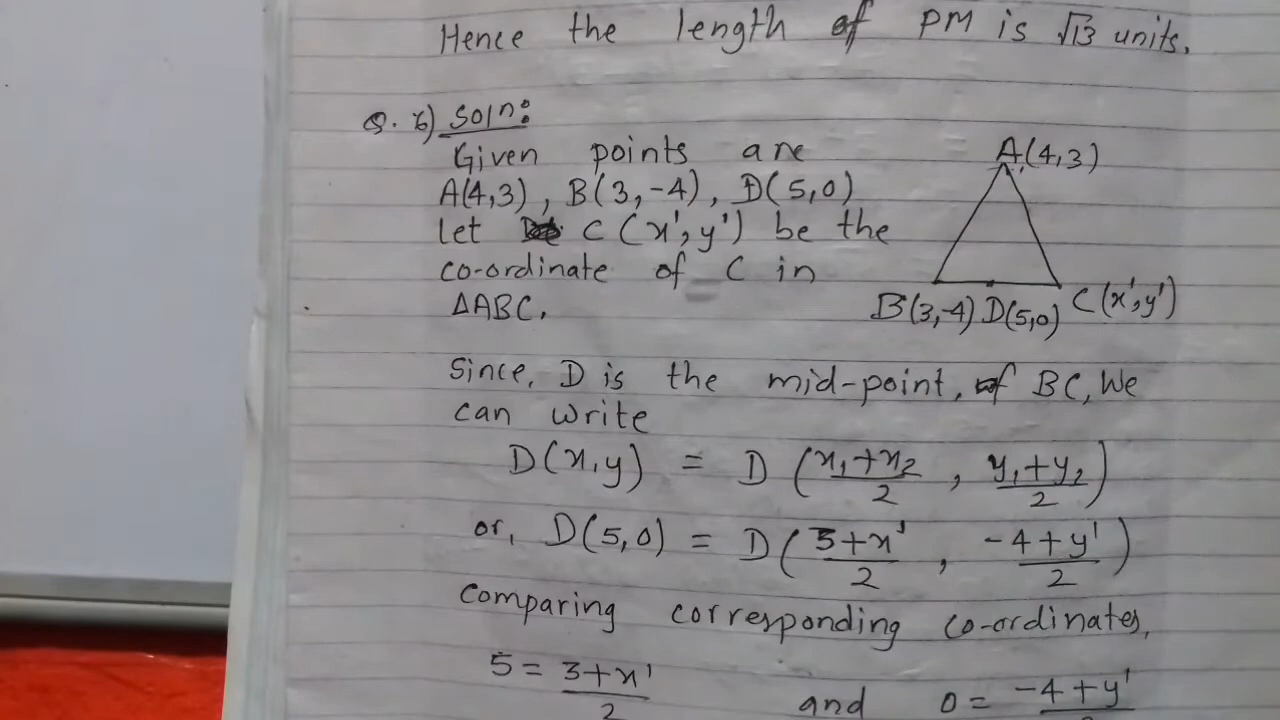 Hence the length of PM is √13 units.
Q. 6) Soln:
Given points are
A(4,3), B(3,-4), D(5,0)
Let C (x',y') be the
co-ordinate of C in
ΔABC.
A(4,3)
B(3,-4) D(5,0) C(x',y')
Since, D is the mid-point, of BC, We
can write
D(x,y) = D ((x₁+x₂)/2 , (y₁+y₂)/2)
or, D(5,0) = D((3+x')/2 , (-4+y')/2)
Comparing corresponding co-ordinates,
5 = (3+x')/2 and 0 = (-4+y')/2